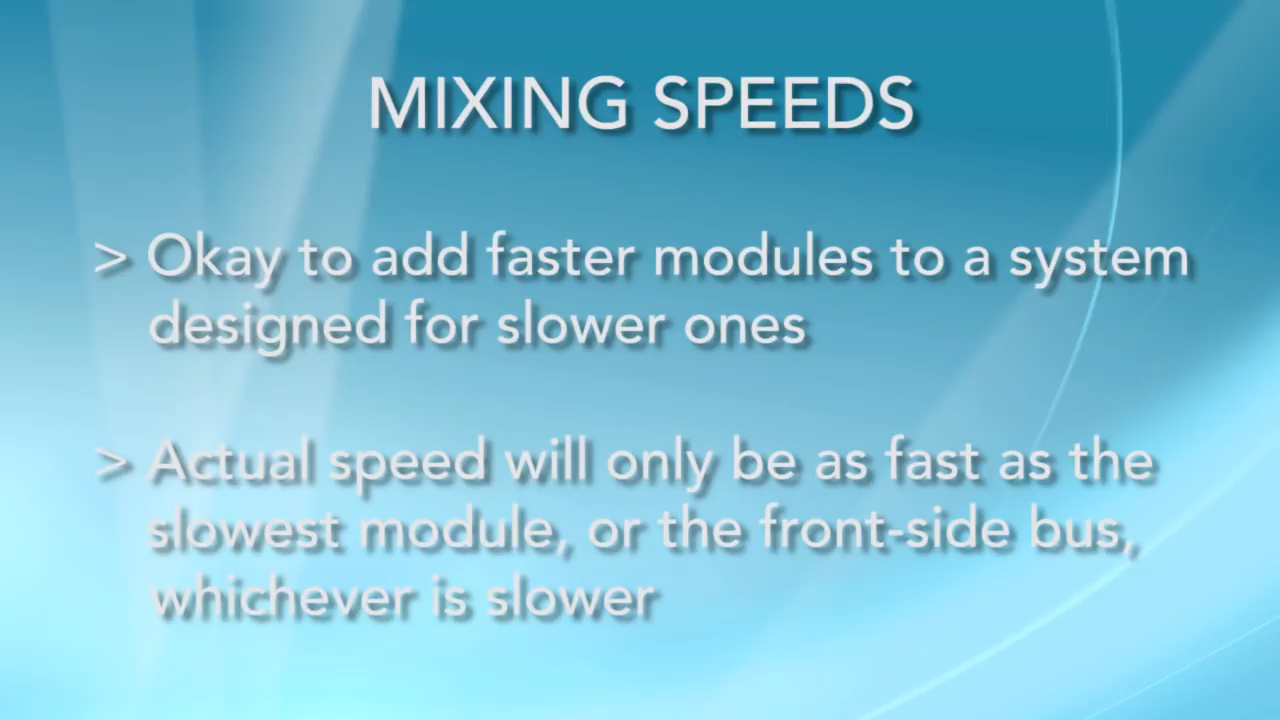 MIXING SPEEDS
> Okay to add faster modules to a system
designed for slower ones
> Actual speed will only be as fast as the
slowest module, or the front-side bus,
whichever is slower